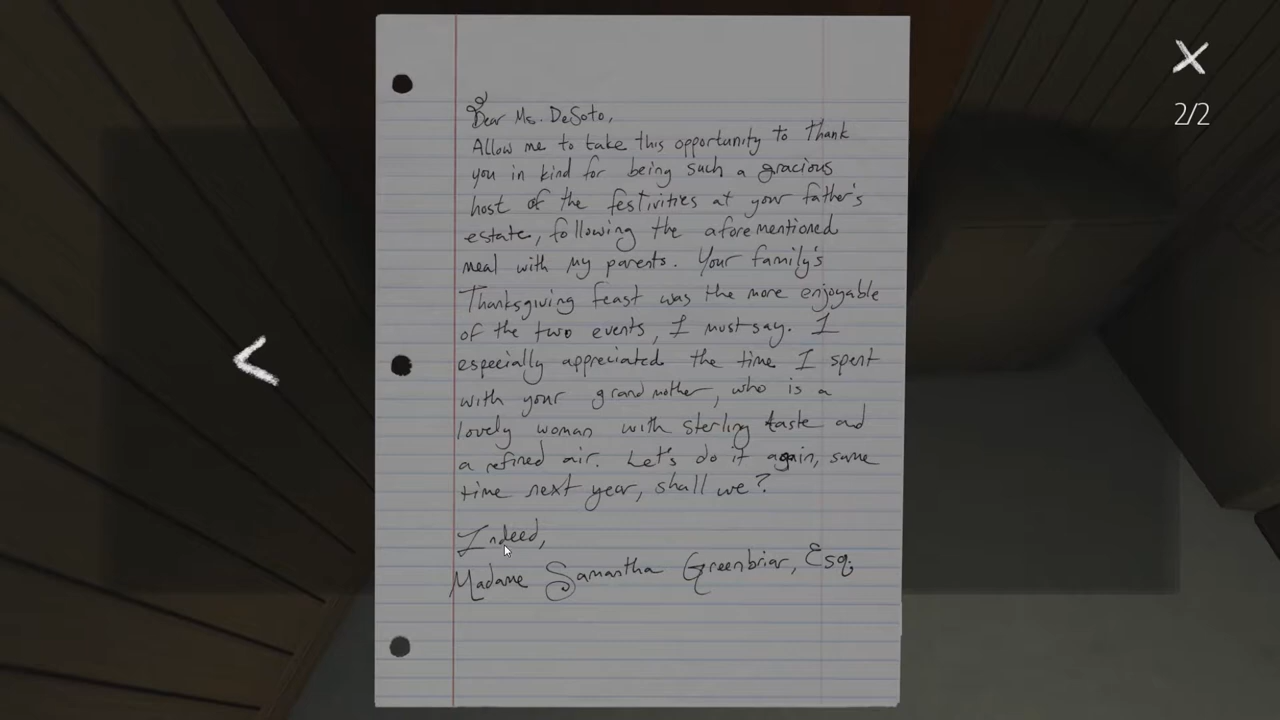 2/2
Dear Ms. DeSoto,
Allow me to take this opportunity to thank
you in kind for being such a gracious
host of the festivities at your father's
estate, following the aforementioned
meal with my parents. Your family's
Thanksgiving feast was the more enjoyable
of the two events, I must say. I
especially appreciated the time I spent
with your grandmother, who is a
lovely woman with sterling taste and
a refined air. Let's do it again, same
time next year, shall we?
Indeed,
Madame Samantha Greenbriar, Esq.